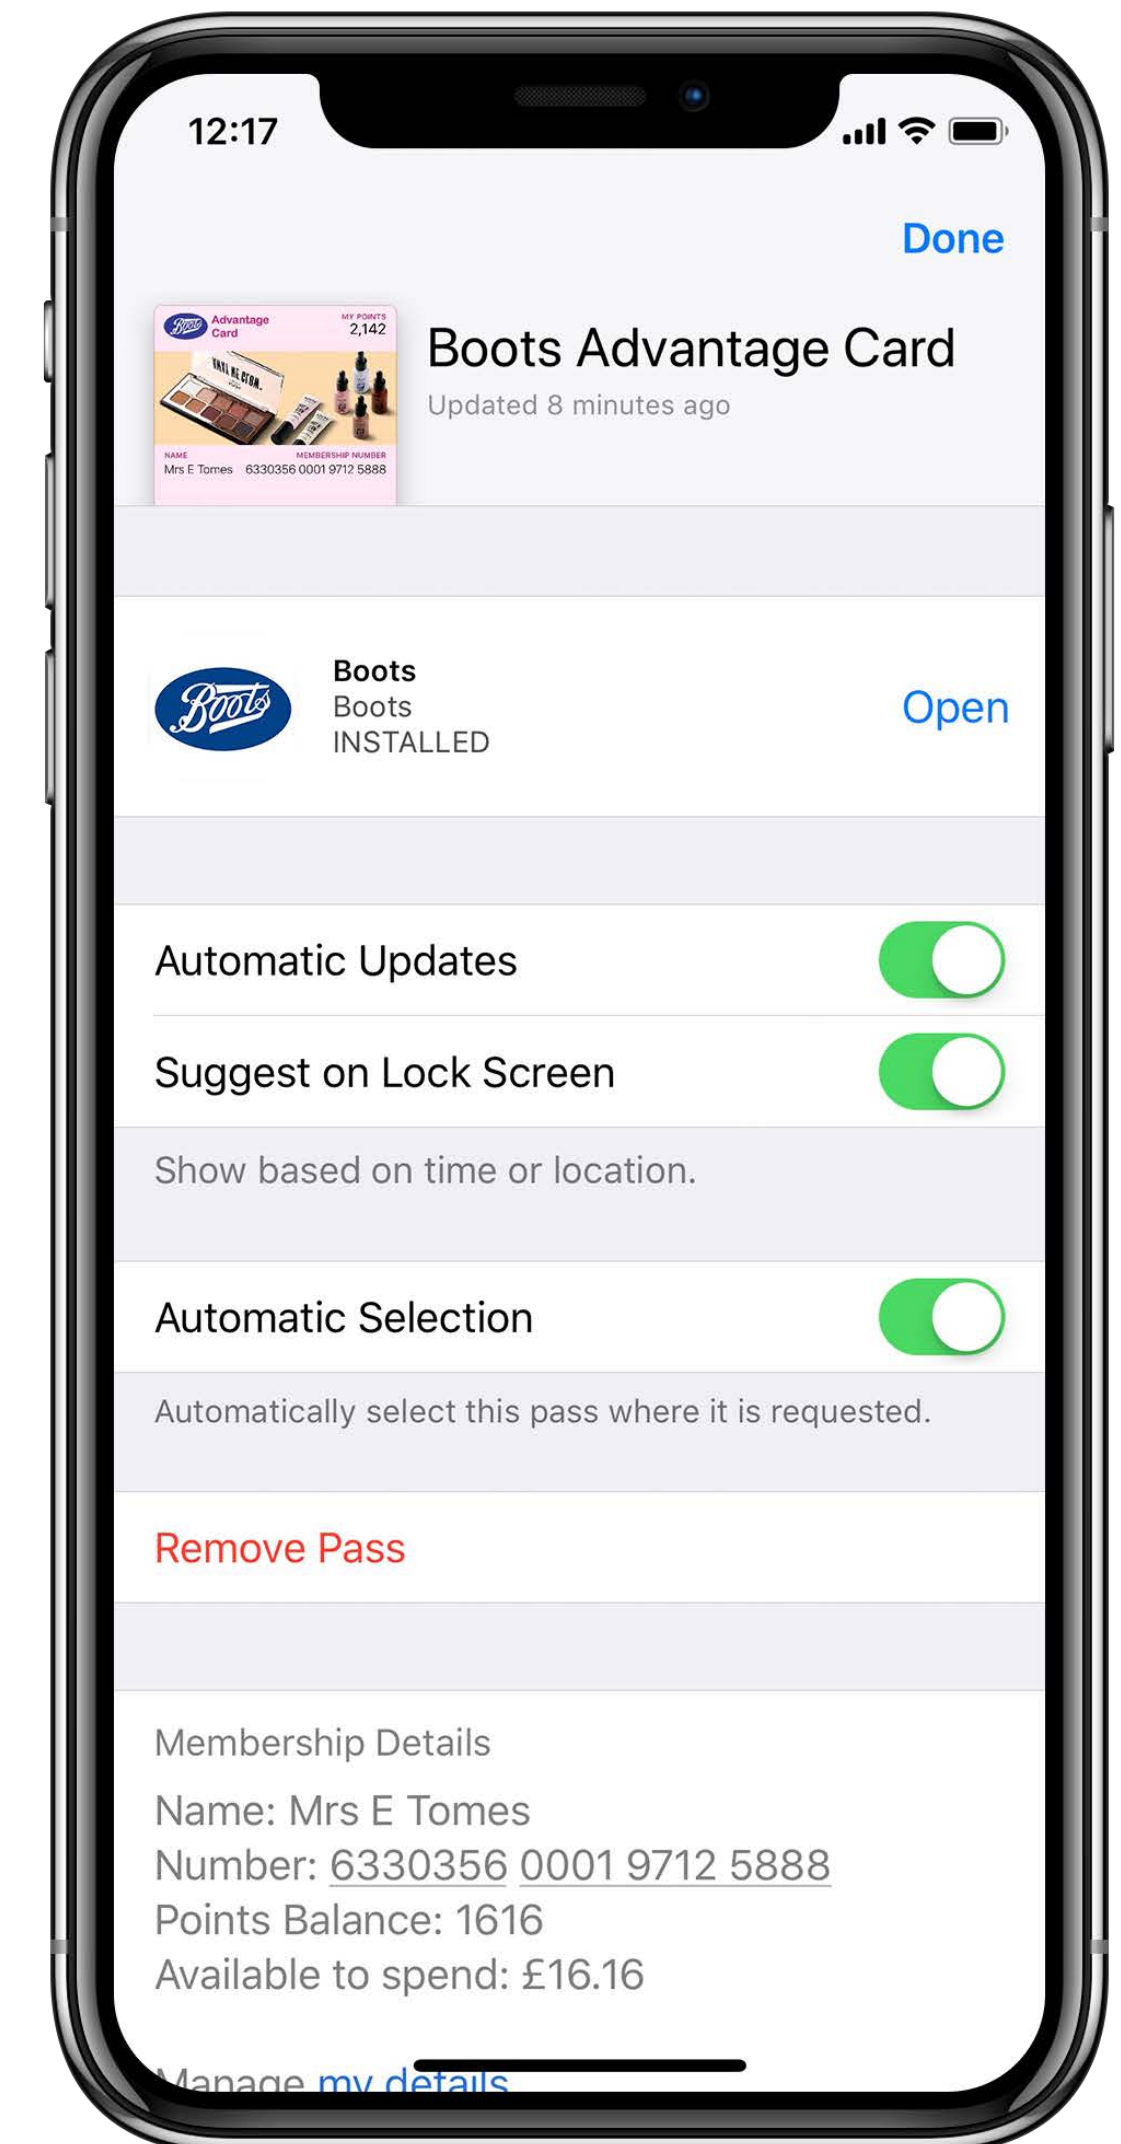 12:17
Done
Boots
Advantage
Card
MY POINTS
2,142
NAME
MEMBERSHIP NUMBER
Mrs E Tomes
6330356 0001 9712 5888
Boots Advantage Card
Updated 8 minutes ago
Boots
Boots
Boots
INSTALLED
Open
Automatic Updates
Suggest on Lock Screen
Show based on time or location.
Automatic Selection
Automatically select this pass where it is requested.
Remove Pass
Membership Details
Name: Mrs E Tomes
Number: 6330356 0001 9712 5888
Points Balance: 1616
Available to spend: £16.16
Manage my details